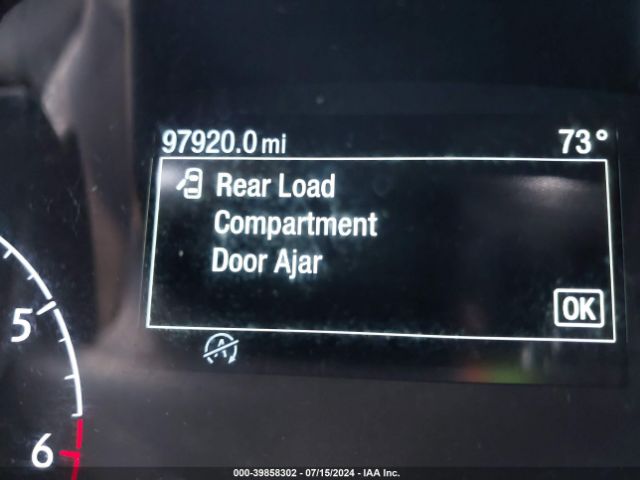 97920.0 mi 73°
Rear Load
Compartment
Door Ajar
OK
A
5
6
000-39858302 - 07/15/2024 - IAA Inc.